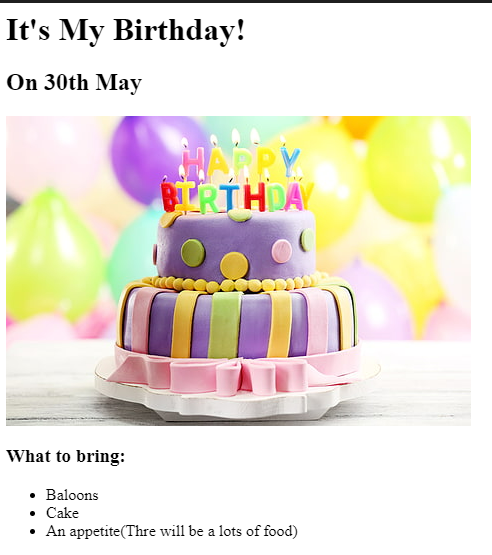 It's My Birthday!
On 30th May
HAPPY
BIRTHDAY
What to bring:
Baloons
Cake
An appetite(Thre will be a lots of food)